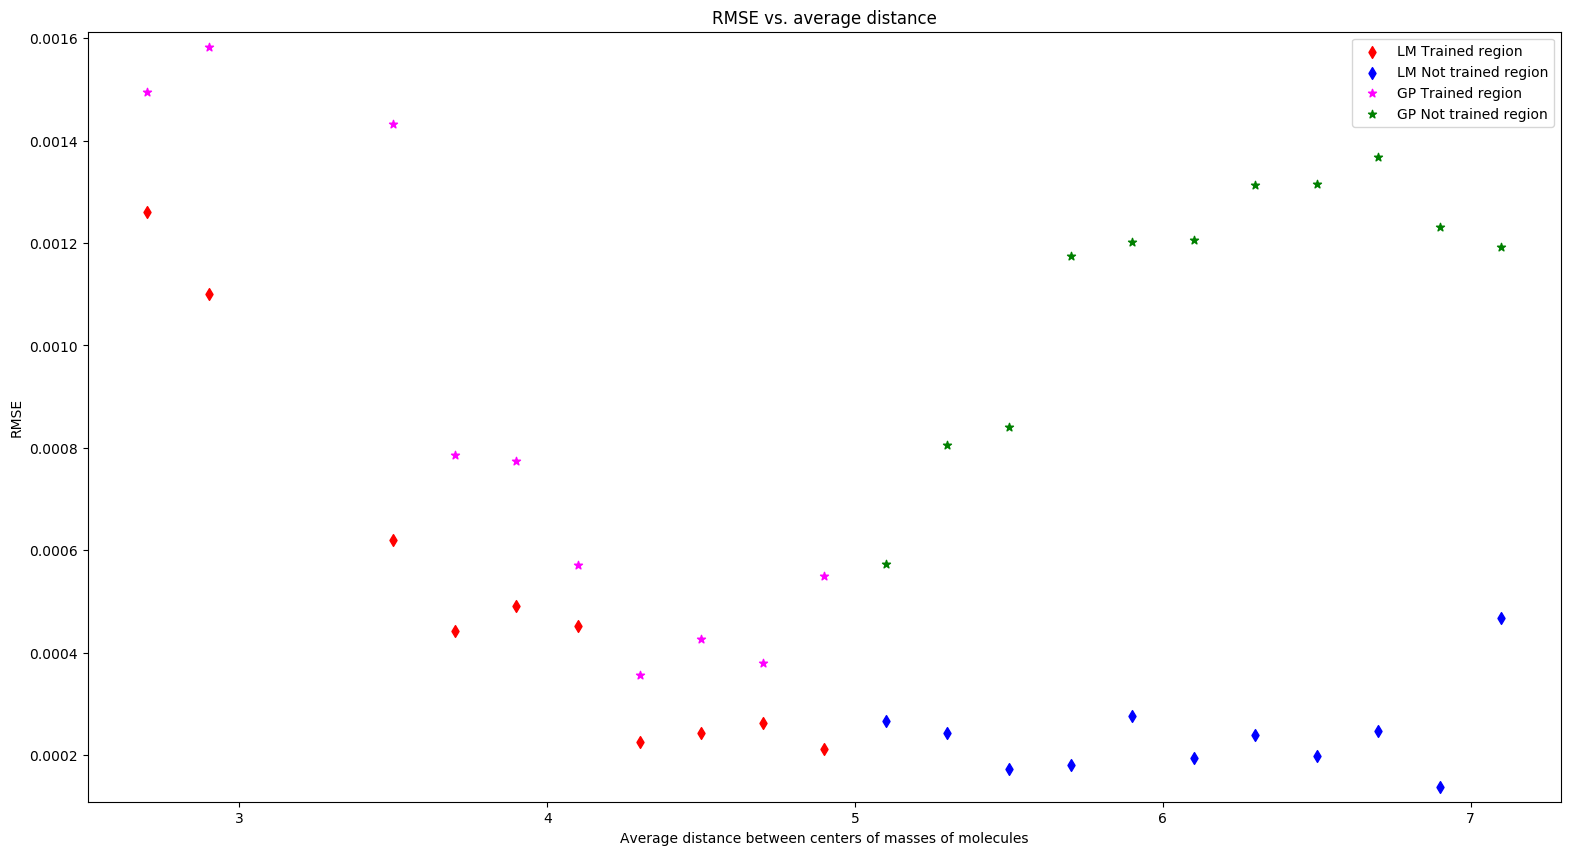 RMSE vs. average distance
LM Trained region
LM Not trained region
GP Trained region
GP Not trained region
RMSE
0.0016
0.0014
0.0012
0.0010
0.0008
0.0006
0.0004
0.0002
3 4 5 6 7
Average distance between centers of masses of molecules